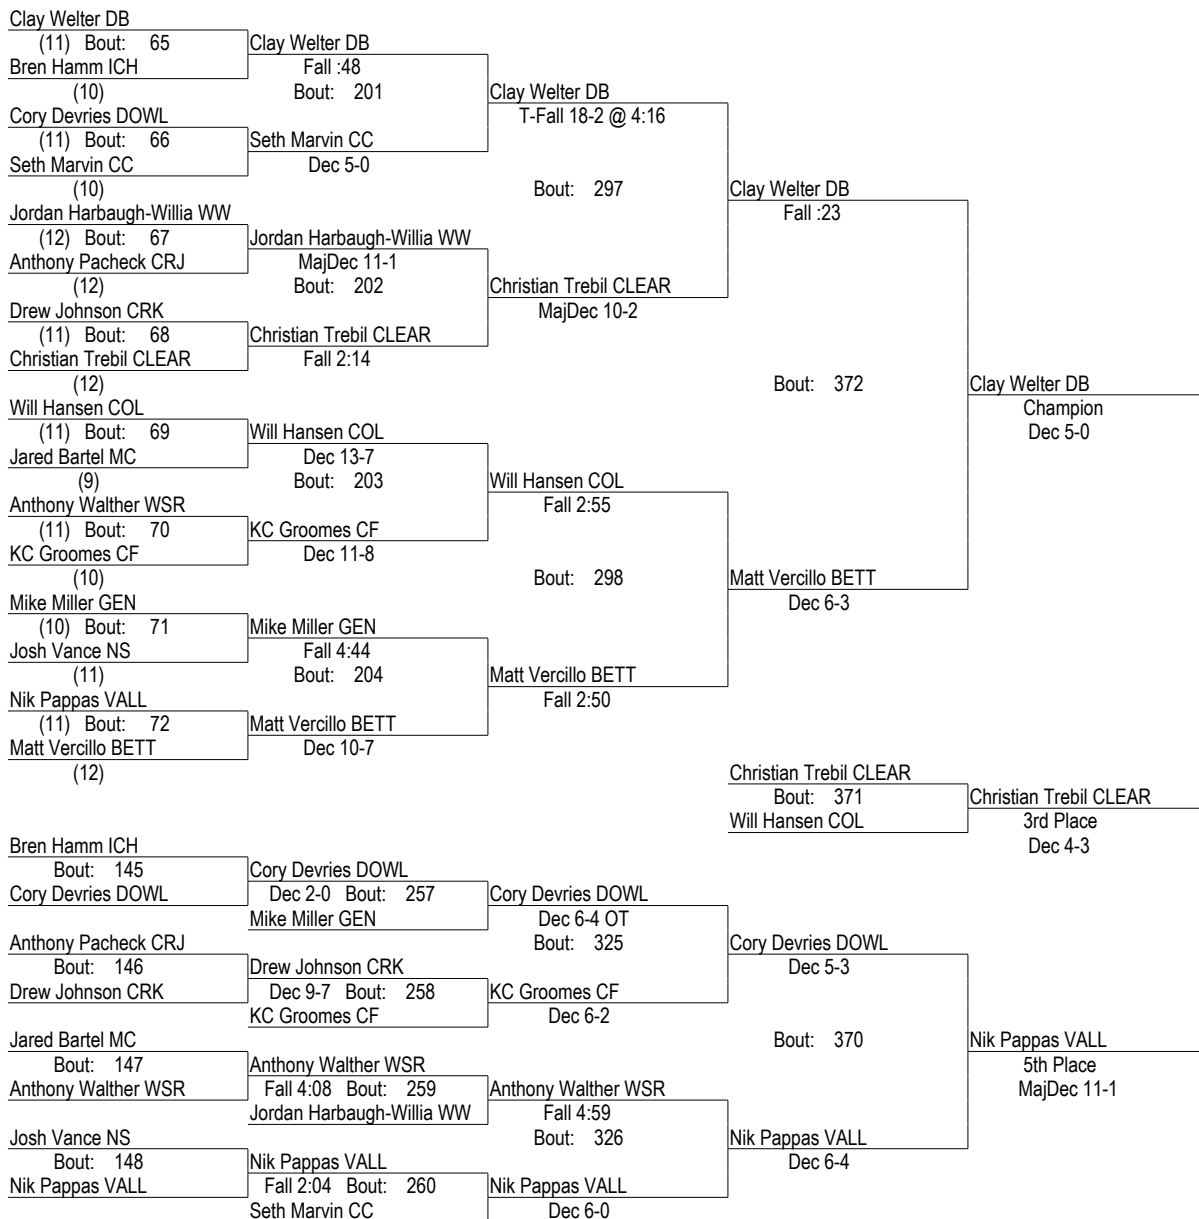 Clay Welter DB
(11) Bout: 65 Clay Welter DB
Bren Hamm ICH Fall :48
(10) Bout: 201 Clay Welter DB
Cory Devries DOWL T-Fall 18-2 @ 4:16
(11) Bout: 66 Seth Marvin CC
Seth Marvin CC Dec 5-0
(10) Bout: 297 Clay Welter DB
Jordan Harbaugh-Willia WW Fall :23
(12) Bout: 67 Jordan Harbaugh-Willia WW
Anthony Pacheck CRJ MajDec 11-1
(12) Bout: 202 Christian Trebil CLEAR
Drew Johnson CRK MajDec 10-2
(11) Bout: 68 Christian Trebil CLEAR
Christian Trebil CLEAR Fall 2:14
(12) Bout: 372 Clay Welter DB
Will Hansen COL Champion
(11) Bout: 69 Will Hansen COL Dec 5-0
Jared Bartel MC Dec 13-7
(9) Bout: 203 Will Hansen COL
Anthony Walther WSR Fall 2:55
(11) Bout: 70 KC Groomes CF
KC Groomes CF Dec 11-8
(10) Bout: 298 Matt Vercillo BETT
Mike Miller GEN Dec 6-3
(10) Bout: 71 Mike Miller GEN
Josh Vance NS Fall 4:44
(11) Bout: 204 Matt Vercillo BETT
Nik Pappas VALL Fall 2:50
(11) Bout: 72 Matt Vercillo BETT
Matt Vercillo BETT Dec 10-7
(12) Christian Trebil CLEAR
Bout: 371 Christian Trebil CLEAR
Will Hansen COL 3rd Place
Bren Hamm ICH Dec 4-3
Bout: 145 Cory Devries DOWL
Cory Devries DOWL Dec 2-0 Bout: 257 Cory Devries DOWL
Mike Miller GEN Dec 6-4 OT
Anthony Pacheck CRJ Bout: 325 Cory Devries DOWL
Bout: 146 Drew Johnson CRK Dec 5-3
Drew Johnson CRK Dec 9-7 Bout: 258 KC Groomes CF
KC Groomes CF Dec 6-2
Jared Bartel MC Bout: 370 Nik Pappas VALL
Bout: 147 Anthony Walther WSR 5th Place
Anthony Walther WSR Fall 4:08 Bout: 259 Anthony Walther WSR MajDec 11-1
Jordan Harbaugh-Willia WW Fall 4:59
Josh Vance NS Bout: 326 Nik Pappas VALL
Bout: 148 Nik Pappas VALL Dec 6-4
Nik Pappas VALL Fall 2:04 Bout: 260 Nik Pappas VALL
Seth Marvin CC Dec 6-0